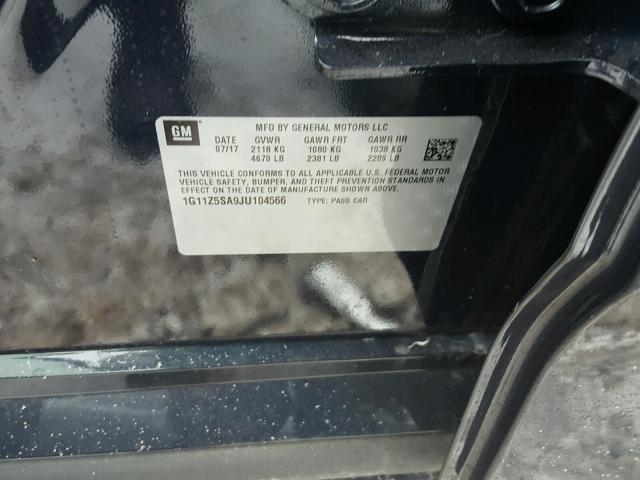 GM
MFD BY GENERAL MOTORS LLC
DATE GVWR GAWR FRT GAWR RR
07/17 2118 KG 1080 KG 1038 KG
4670 LB 2381 LB 2289 LB
THIS VEHICLE CONFORMS TO ALL APPLICABLE U.S. FEDERAL MOTOR
VEHICLE SAFETY, BUMPER, AND THEFT PREVENTION STANDARDS
IN EFFECT ON THE DATE OF MANUFACTURE SHOWN ABOVE.
1G11Z5SA9JU104566 TYPE: PASS CAR